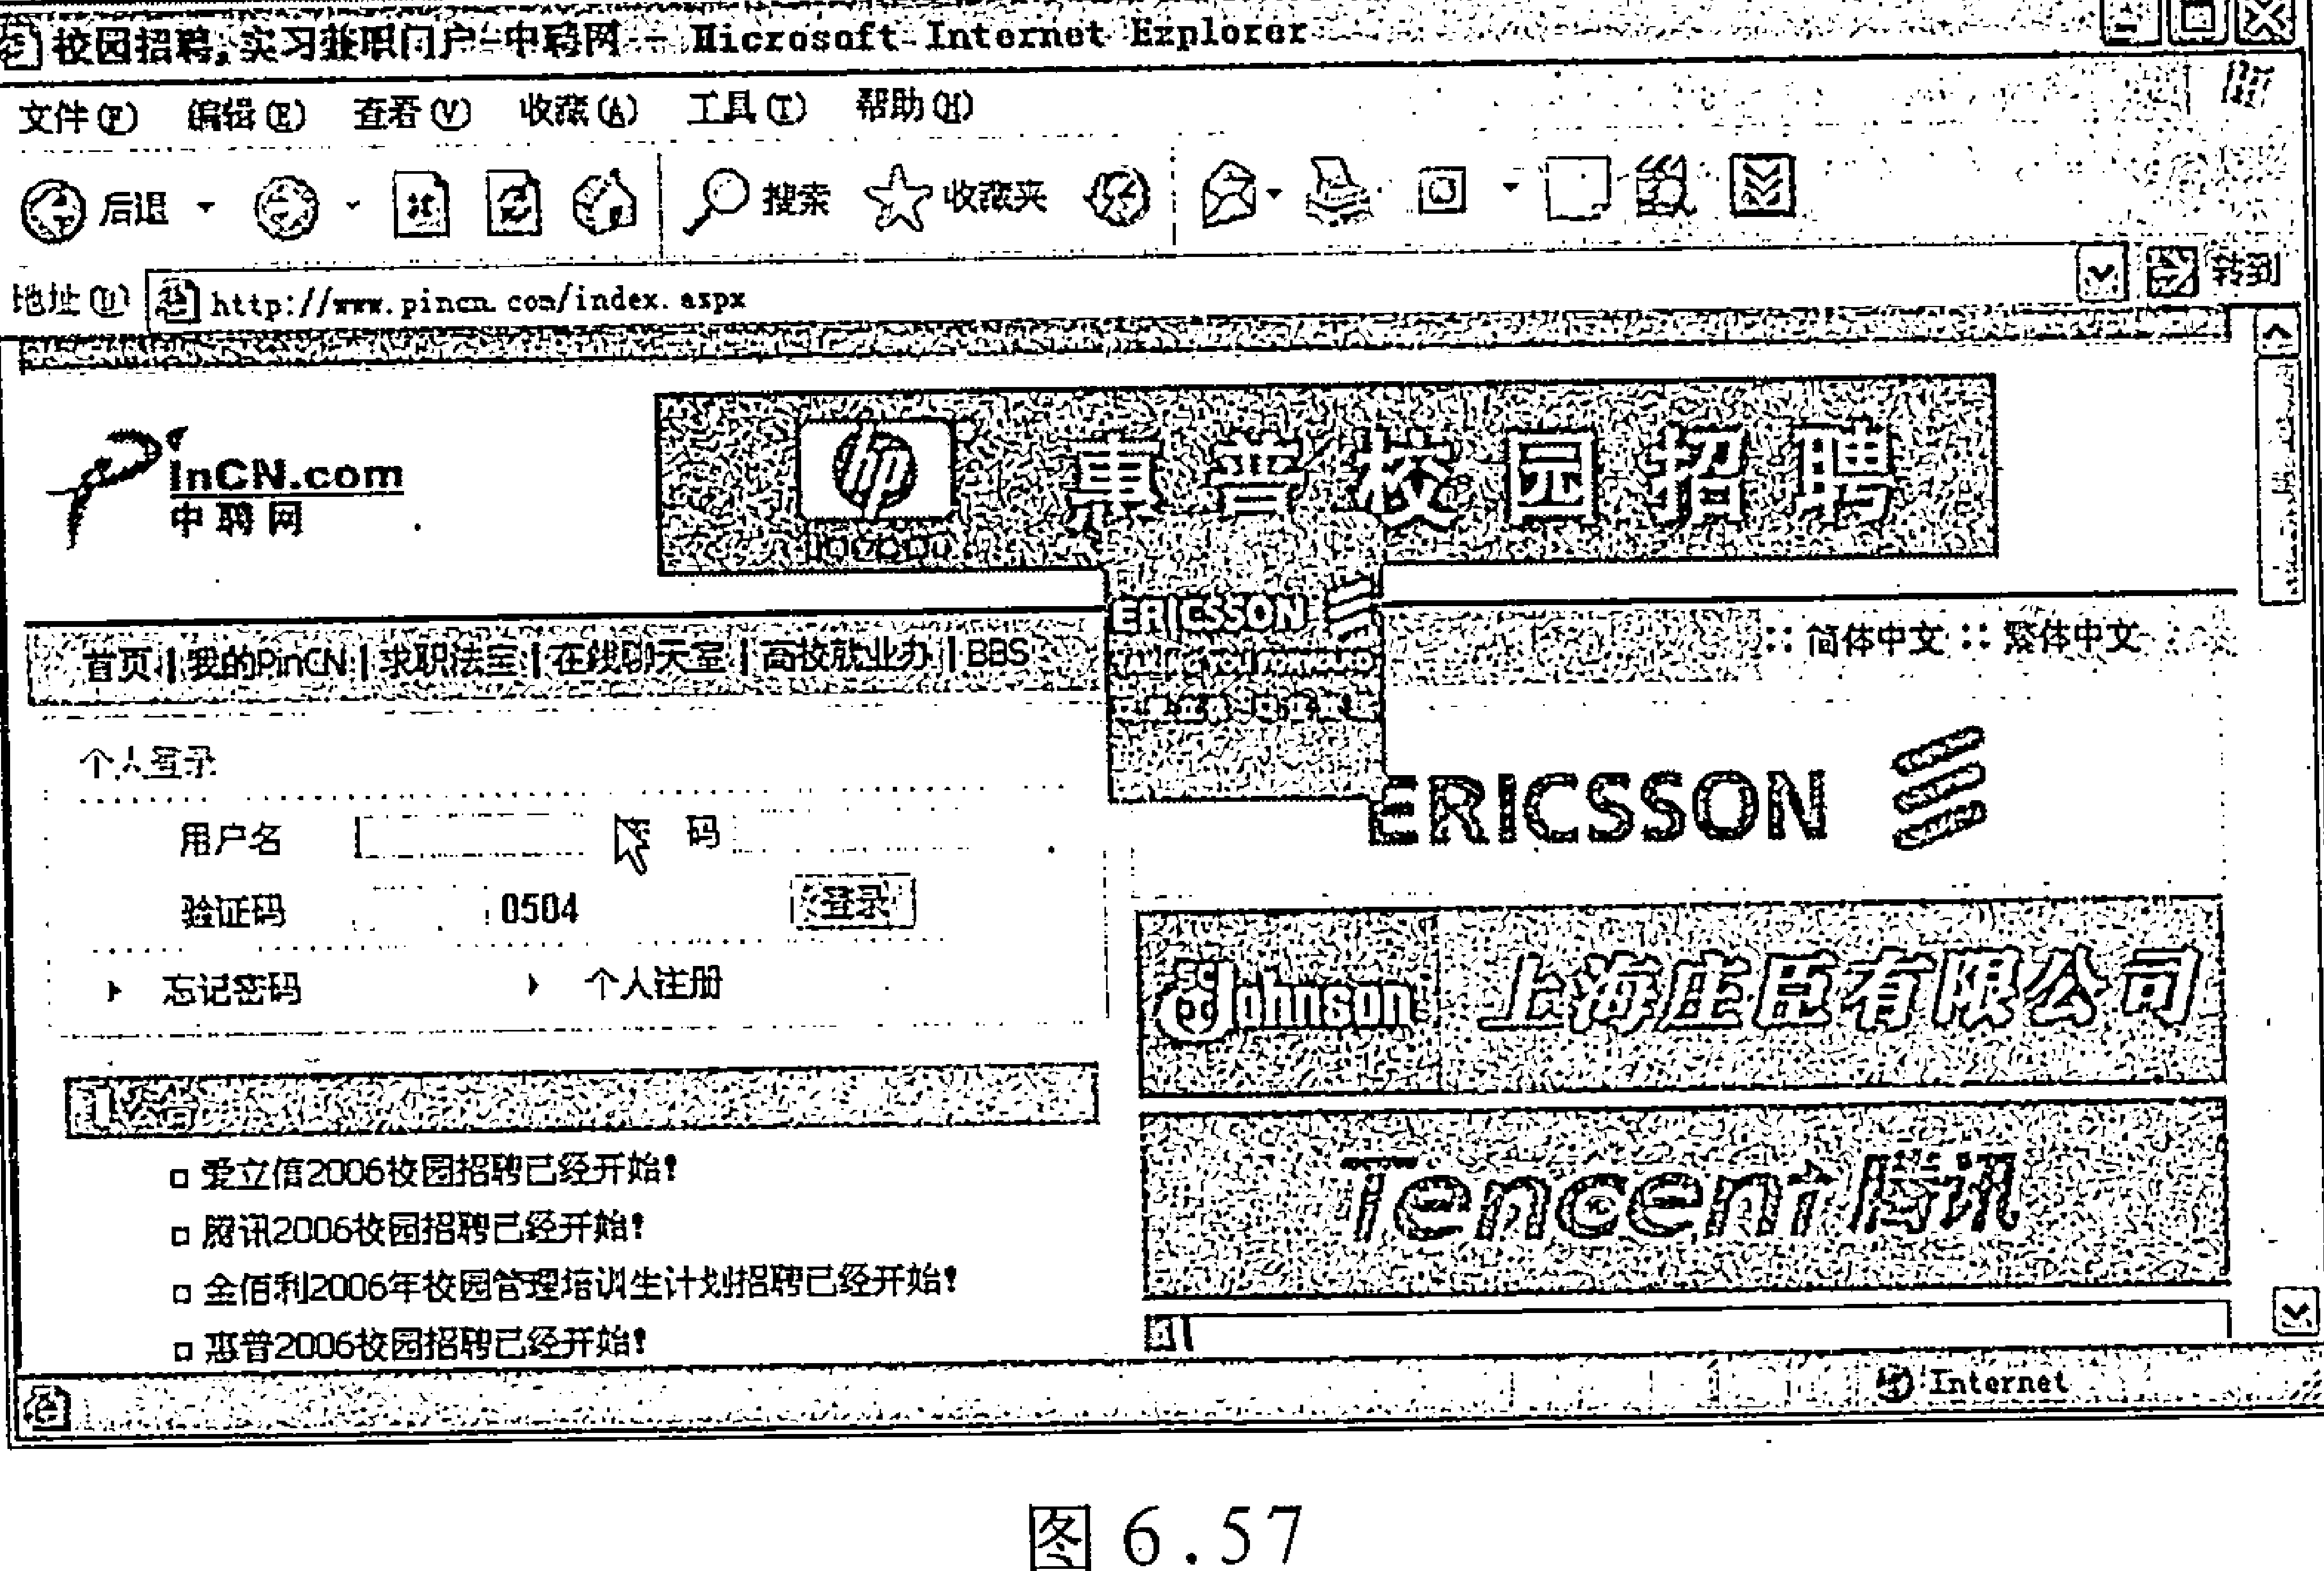 校园招聘,实习兼职门户-中聘网 - Microsoft Internet Explorer
文件(F) 编辑(E) 查看(V) 收藏(A) 工具(T) 帮助(H)
后退 搜索 收藏夹
地址(D) http://www.pincn.com/index.aspx 转到
PInCN.com
中聘网
hp 惠普校园招聘
invent
ERICSSON
TAKING YOU FORWARD
首页 | 我的PinCN | 求职法宝 | 在线聊天室 | 高校就业办 | BBS
:: 简体中文 :: 繁体中文
个人登录
用户名 码
验证码 0504 登录
忘记密码 个人注册
ERICSSON
SC Johnson 上海庄臣有限公司
Tencent 腾讯
公告
爱立信2006校园招聘已经开始!
腾讯2006校园招聘已经开始!
金佰利2006年校园管理培训生计划招聘已经开始!
惠普2006校园招聘已经开始!
Internet
图 6.57